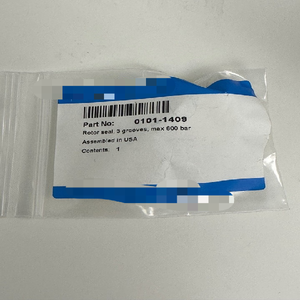 Part No: 0101-1409
Rotor seal, 3 grooves, max 600 bar
Assembled in USA
Contents: 1